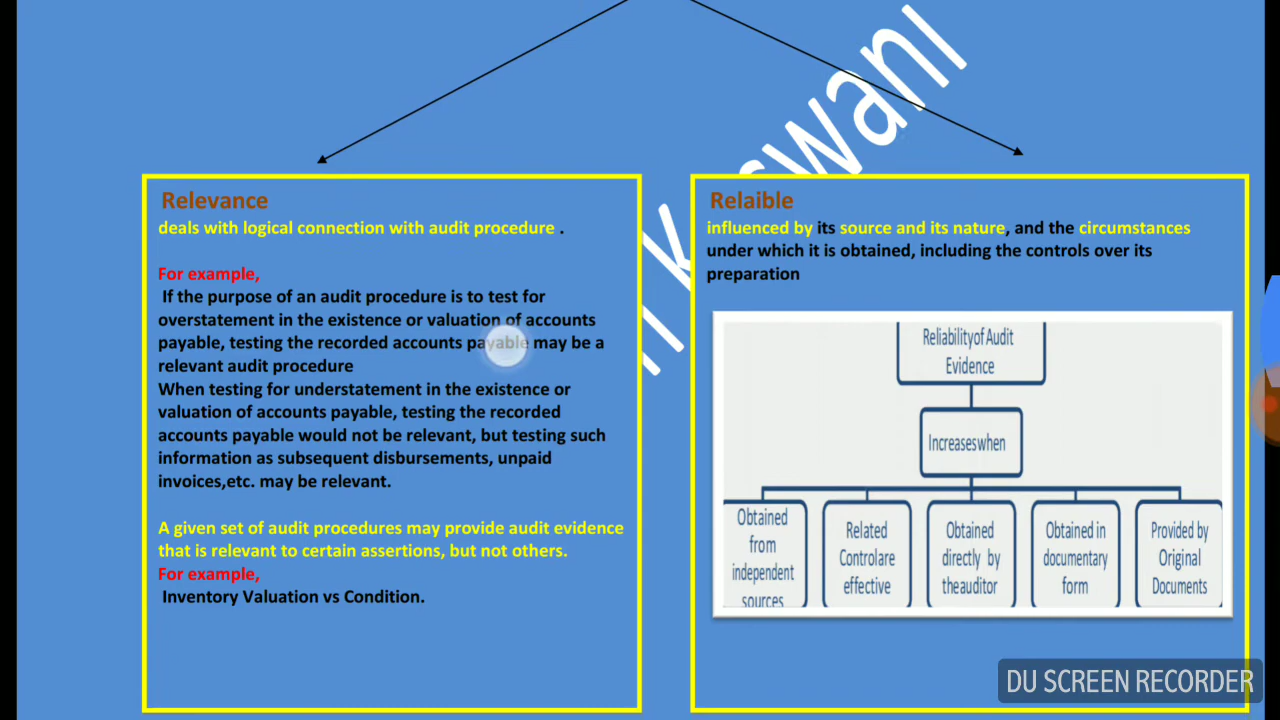 Relevance
deals with logical connection with audit procedure .
For example,
If the purpose of an audit procedure is to test for
overstatement in the existence or valuation of accounts
payable, testing the recorded accounts payable may be a
relevant audit procedure
When testing for understatement in the existence or
valuation of accounts payable, testing the recorded
accounts payable would not be relevant, but testing such
information as subsequent disbursements, unpaid
invoices,etc. may be relevant.
A given set of audit procedures may provide audit evidence
that is relevant to certain assertions, but not others.
For example,
Inventory Valuation vs Condition.
Relaible
influenced by its source and its nature, and the circumstances
under which it is obtained, including the controls over its
preparation
ReliabilityofAudit
Evidence
Increaseswhen
Obtained
from
independent
sources
Related
Controlare
effective
Obtained
directly by
theauditor
Obtained in
documentary
form
Provided by
Original
Documents
swani
DU SCREEN RECORDER